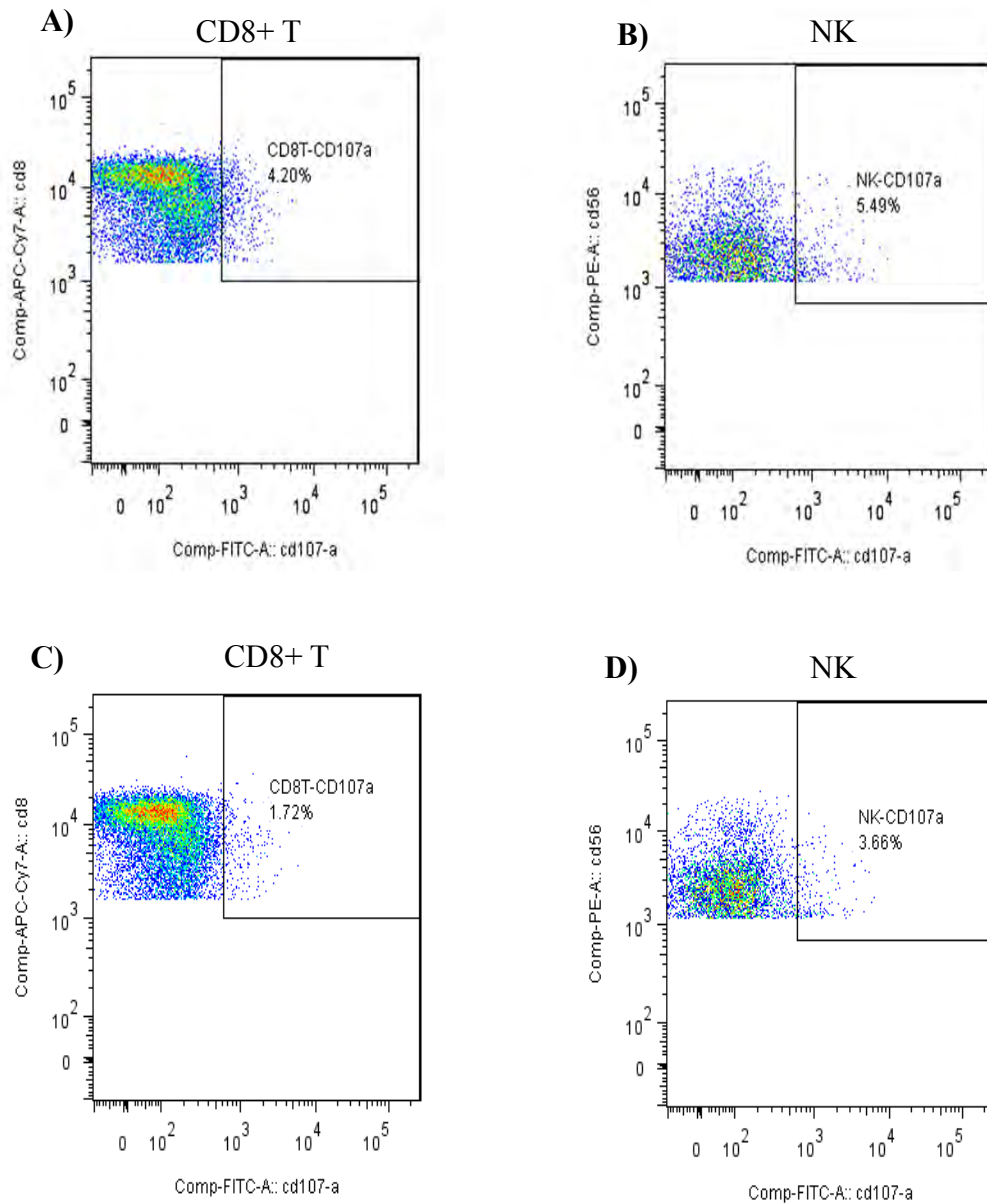 A)
CD8+ T
10^5
10^4
10^3
10^2
0
CD8T-CD107a
4.20%
Comp-APC-Cy7-A:: cd8
0 10^2 10^3 10^4 10^5
Comp-FITC-A:: cd107-a
B)
NK
10^5
10^4
10^3
10^2
0
NK-CD107a
5.49%
Comp-PE-A:: cd56
0 10^2 10^3 10^4 10^5
Comp-FITC-A:: cd107-a
C)
CD8+ T
10^5
10^4
10^3
10^2
0
CD8T-CD107a
1.72%
Comp-APC-Cy7-A:: cd8
0 10^2 10^3 10^4 10^5
Comp-FITC-A:: cd107-a
D)
NK
10^5
10^4
10^3
10^2
0
NK-CD107a
3.66%
Comp-PE-A:: cd56
0 10^2 10^3 10^4 10^5
Comp-FITC-A:: cd107-a